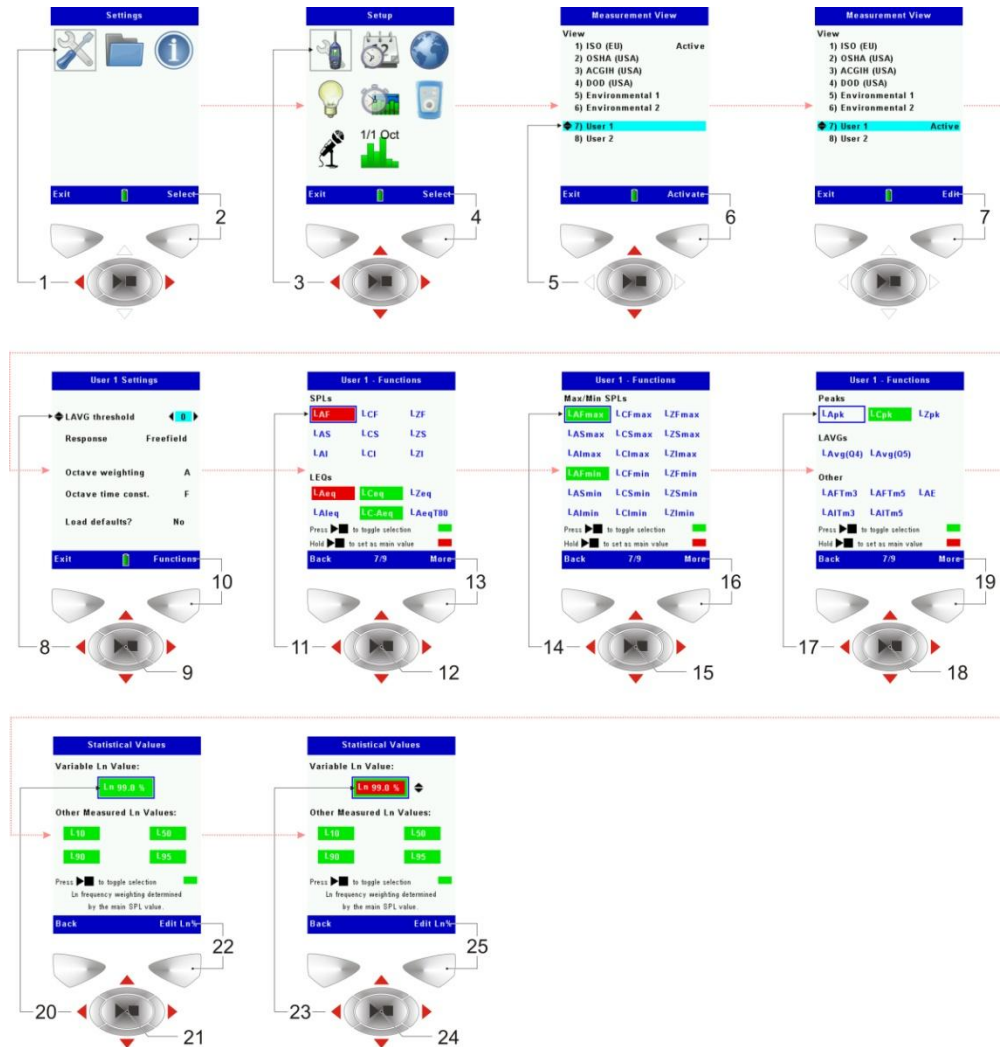 Settings
Exit Select
2
1
Setup
1/1 Oct
Exit Select
4
3
Measurement View
View
1) ISO (EU) Active
2) OSHA (USA)
3) ACGIH (USA)
4) DOD (USA)
5) Environmental 1
6) Environmental 2
7) User 1
8) User 2
Exit Activate
6
5
Measurement View
View
1) ISO (EU)
2) OSHA (USA)
3) ACGIH (USA)
4) DOD (USA)
5) Environmental 1
6) Environmental 2
7) User 1 Active
8) User 2
Exit Edit
7
User 1 Settings
LAVG threshold 0
Response Freefield
Octave weighting A
Octave time const. F
Load defaults? No
Exit Functions
10
8
9
User 1 - Functions
SPLs
LAF LCF LZF
LAS LCS LZS
LAI LCI LZI
LEQs
LAeq LCeq LZeq
LAleq LC-Aeq LAeqT80
Press ▶■ to toggle selection
Hold ▶■ to set as main value
Back 7/9 More
13
11
12
User 1 - Functions
Max/Min SPLs
LAFmax LCFmax LZFmax
LASmax LCSmax LZSmax
LAImax LCImax LZImax
LAFmin LCFmin LZFmin
LASmin LCSmin LZSmin
LAImin LCImin LZImin
Press ▶■ to toggle selection
Hold ▶■ to set as main value
Back 7/9 More
16
14
15
User 1 - Functions
Peaks
LApk LCpk LZpk
LAVGs
LAvg(Q4) LAvg(Q5)
Other
LAFTm3 LAFTm5 LAE
LAITm3 LAITm5
Press ▶■ to toggle selection
Hold ▶■ to set as main value
Back 7/9 More
19
17
18
Statistical Values
Variable Ln Value:
Ln 99.0 %
Other Measured Ln Values:
L10 L50
L90 L95
Press ▶■ to toggle selection
Ln frequency weighting determined
by the main SPL value.
Back Edit Ln%
22
20
21
Statistical Values
Variable Ln Value:
Ln 99.0 %
Other Measured Ln Values:
L10 L50
L90 L95
Press ▶■ to toggle selection
Ln frequency weighting determined
by the main SPL value.
Back Edit Ln%
25
23
24